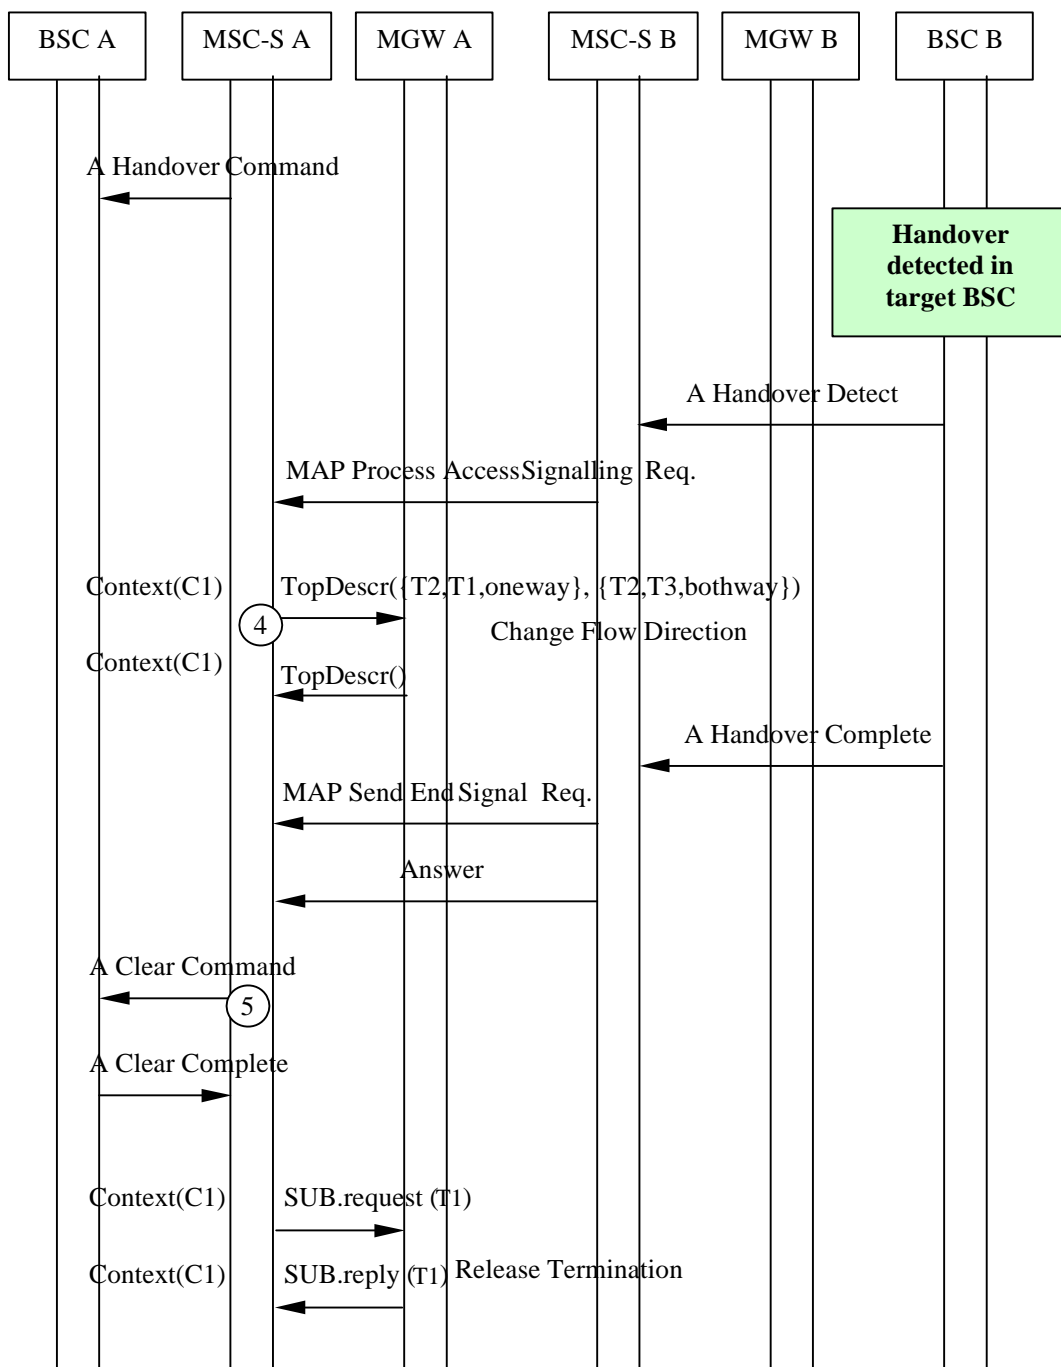 BSC A MSC-S A MGW A MSC-S B MGW B BSC B
A Handover Command
Handover
detected in
target BSC
A Handover Detect
MAP Process Access Signalling Req.
Context(C1) TopDescr({T2,T1,oneway}, {T2,T3,bothway})
4 Change Flow Direction
Context(C1) TopDescr()
A Handover Complete
MAP Send End Signal Req.
Answer
A Clear Command
5
A Clear Complete
Context(C1) SUB.request (T1)
Context(C1) SUB.reply (T1) Release Termination